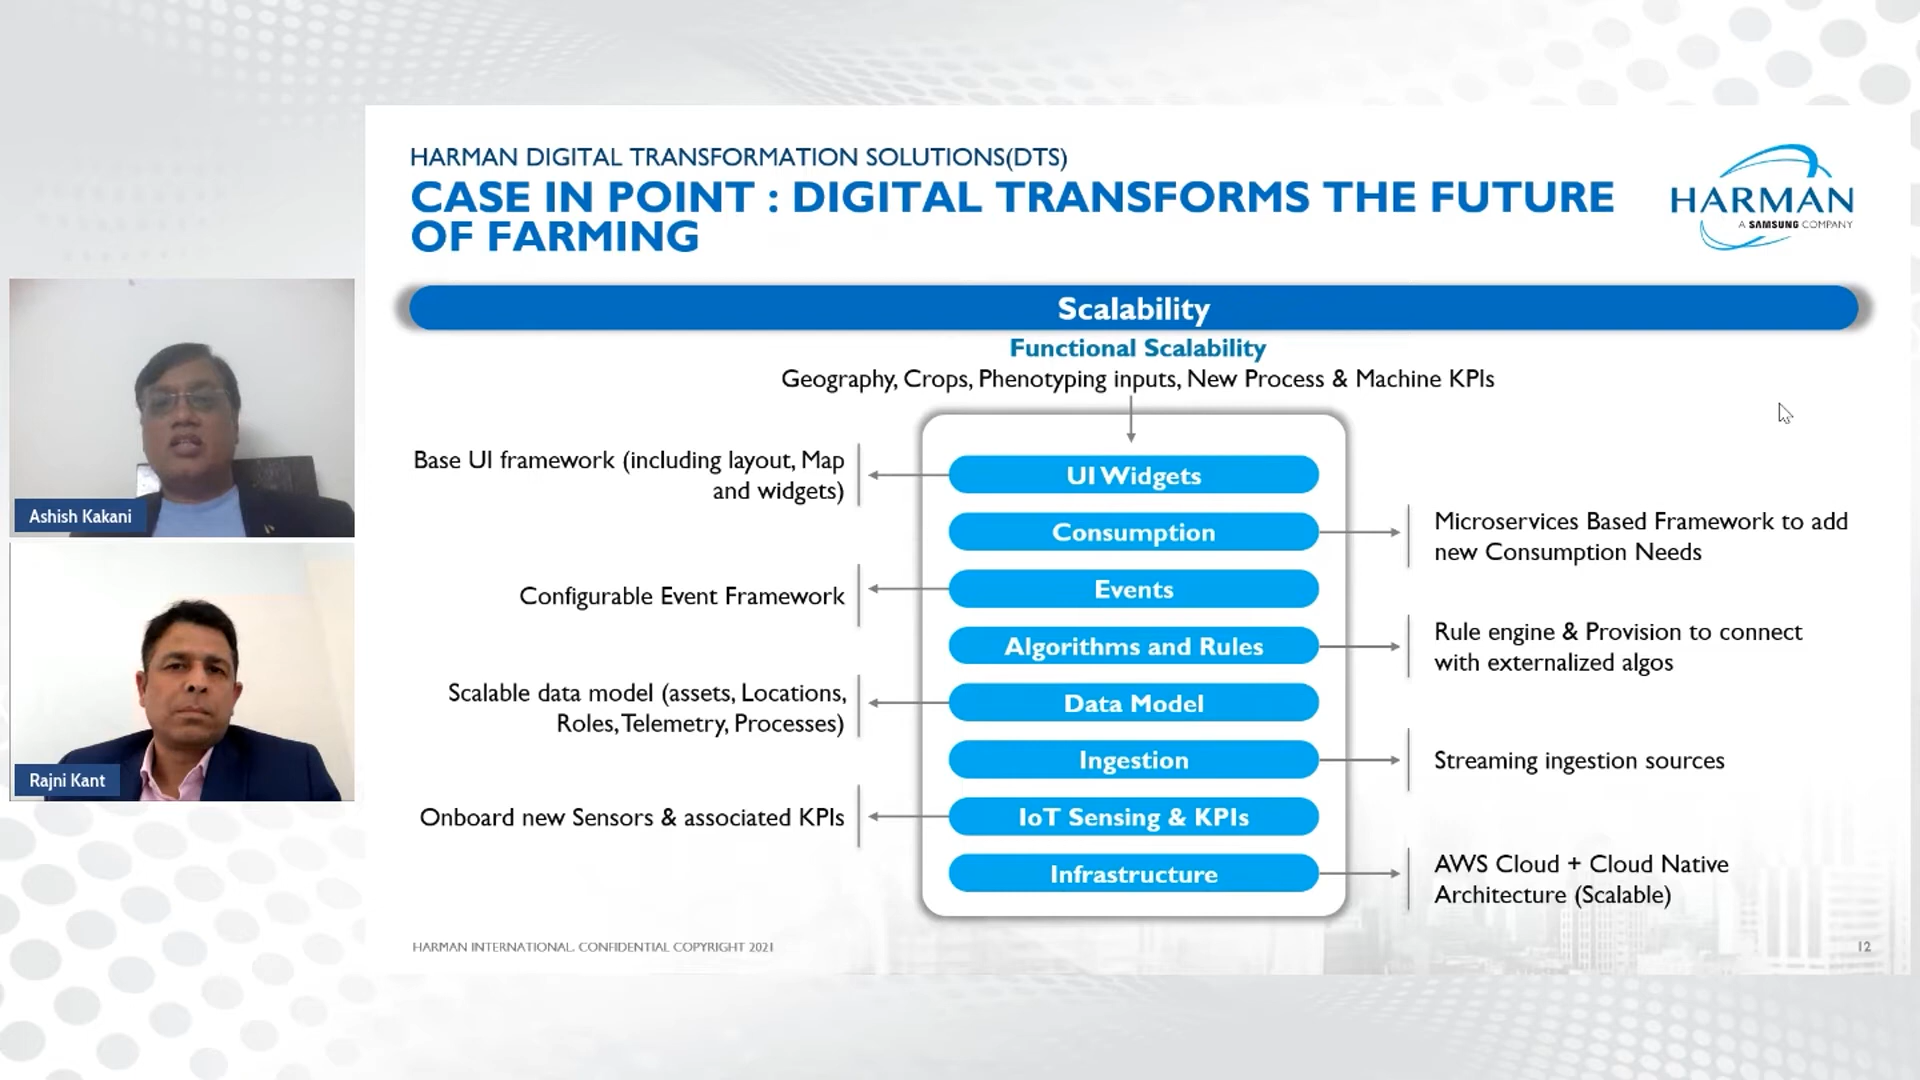 HARMAN DIGITAL TRANSFORMATION SOLUTIONS(DTS)
CASE IN POINT : DIGITAL TRANSFORMS THE FUTURE
OF FARMING
HARMAN
A SAMSUNG COMPANY
Scalability
Functional Scalability
Geography, Crops, Phenotyping inputs, New Process & Machine KPIs
Base UI framework (including layout, Map
and widgets)
UI Widgets
Consumption
Microservices Based Framework to add
new Consumption Needs
Configurable Event Framework
Events
Algorithms and Rules
Rule engine & Provision to connect
with externalized algos
Scalable data model (assets, Locations,
Roles, Telemetry, Processes)
Data Model
Ingestion
Streaming ingestion sources
Onboard new Sensors & associated KPIs
IoT Sensing & KPIs
Infrastructure
AWS Cloud + Cloud Native
Architecture (Scalable)
HARMAN INTERNATIONAL. CONFIDENTIAL COPYRIGHT 2021
12
Ashish Kakani
Rajni Kant